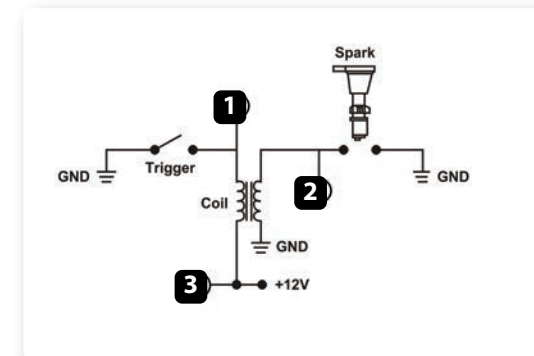 Spark
1
Trigger
GND
GND
2
Coil
GND
3
+12V